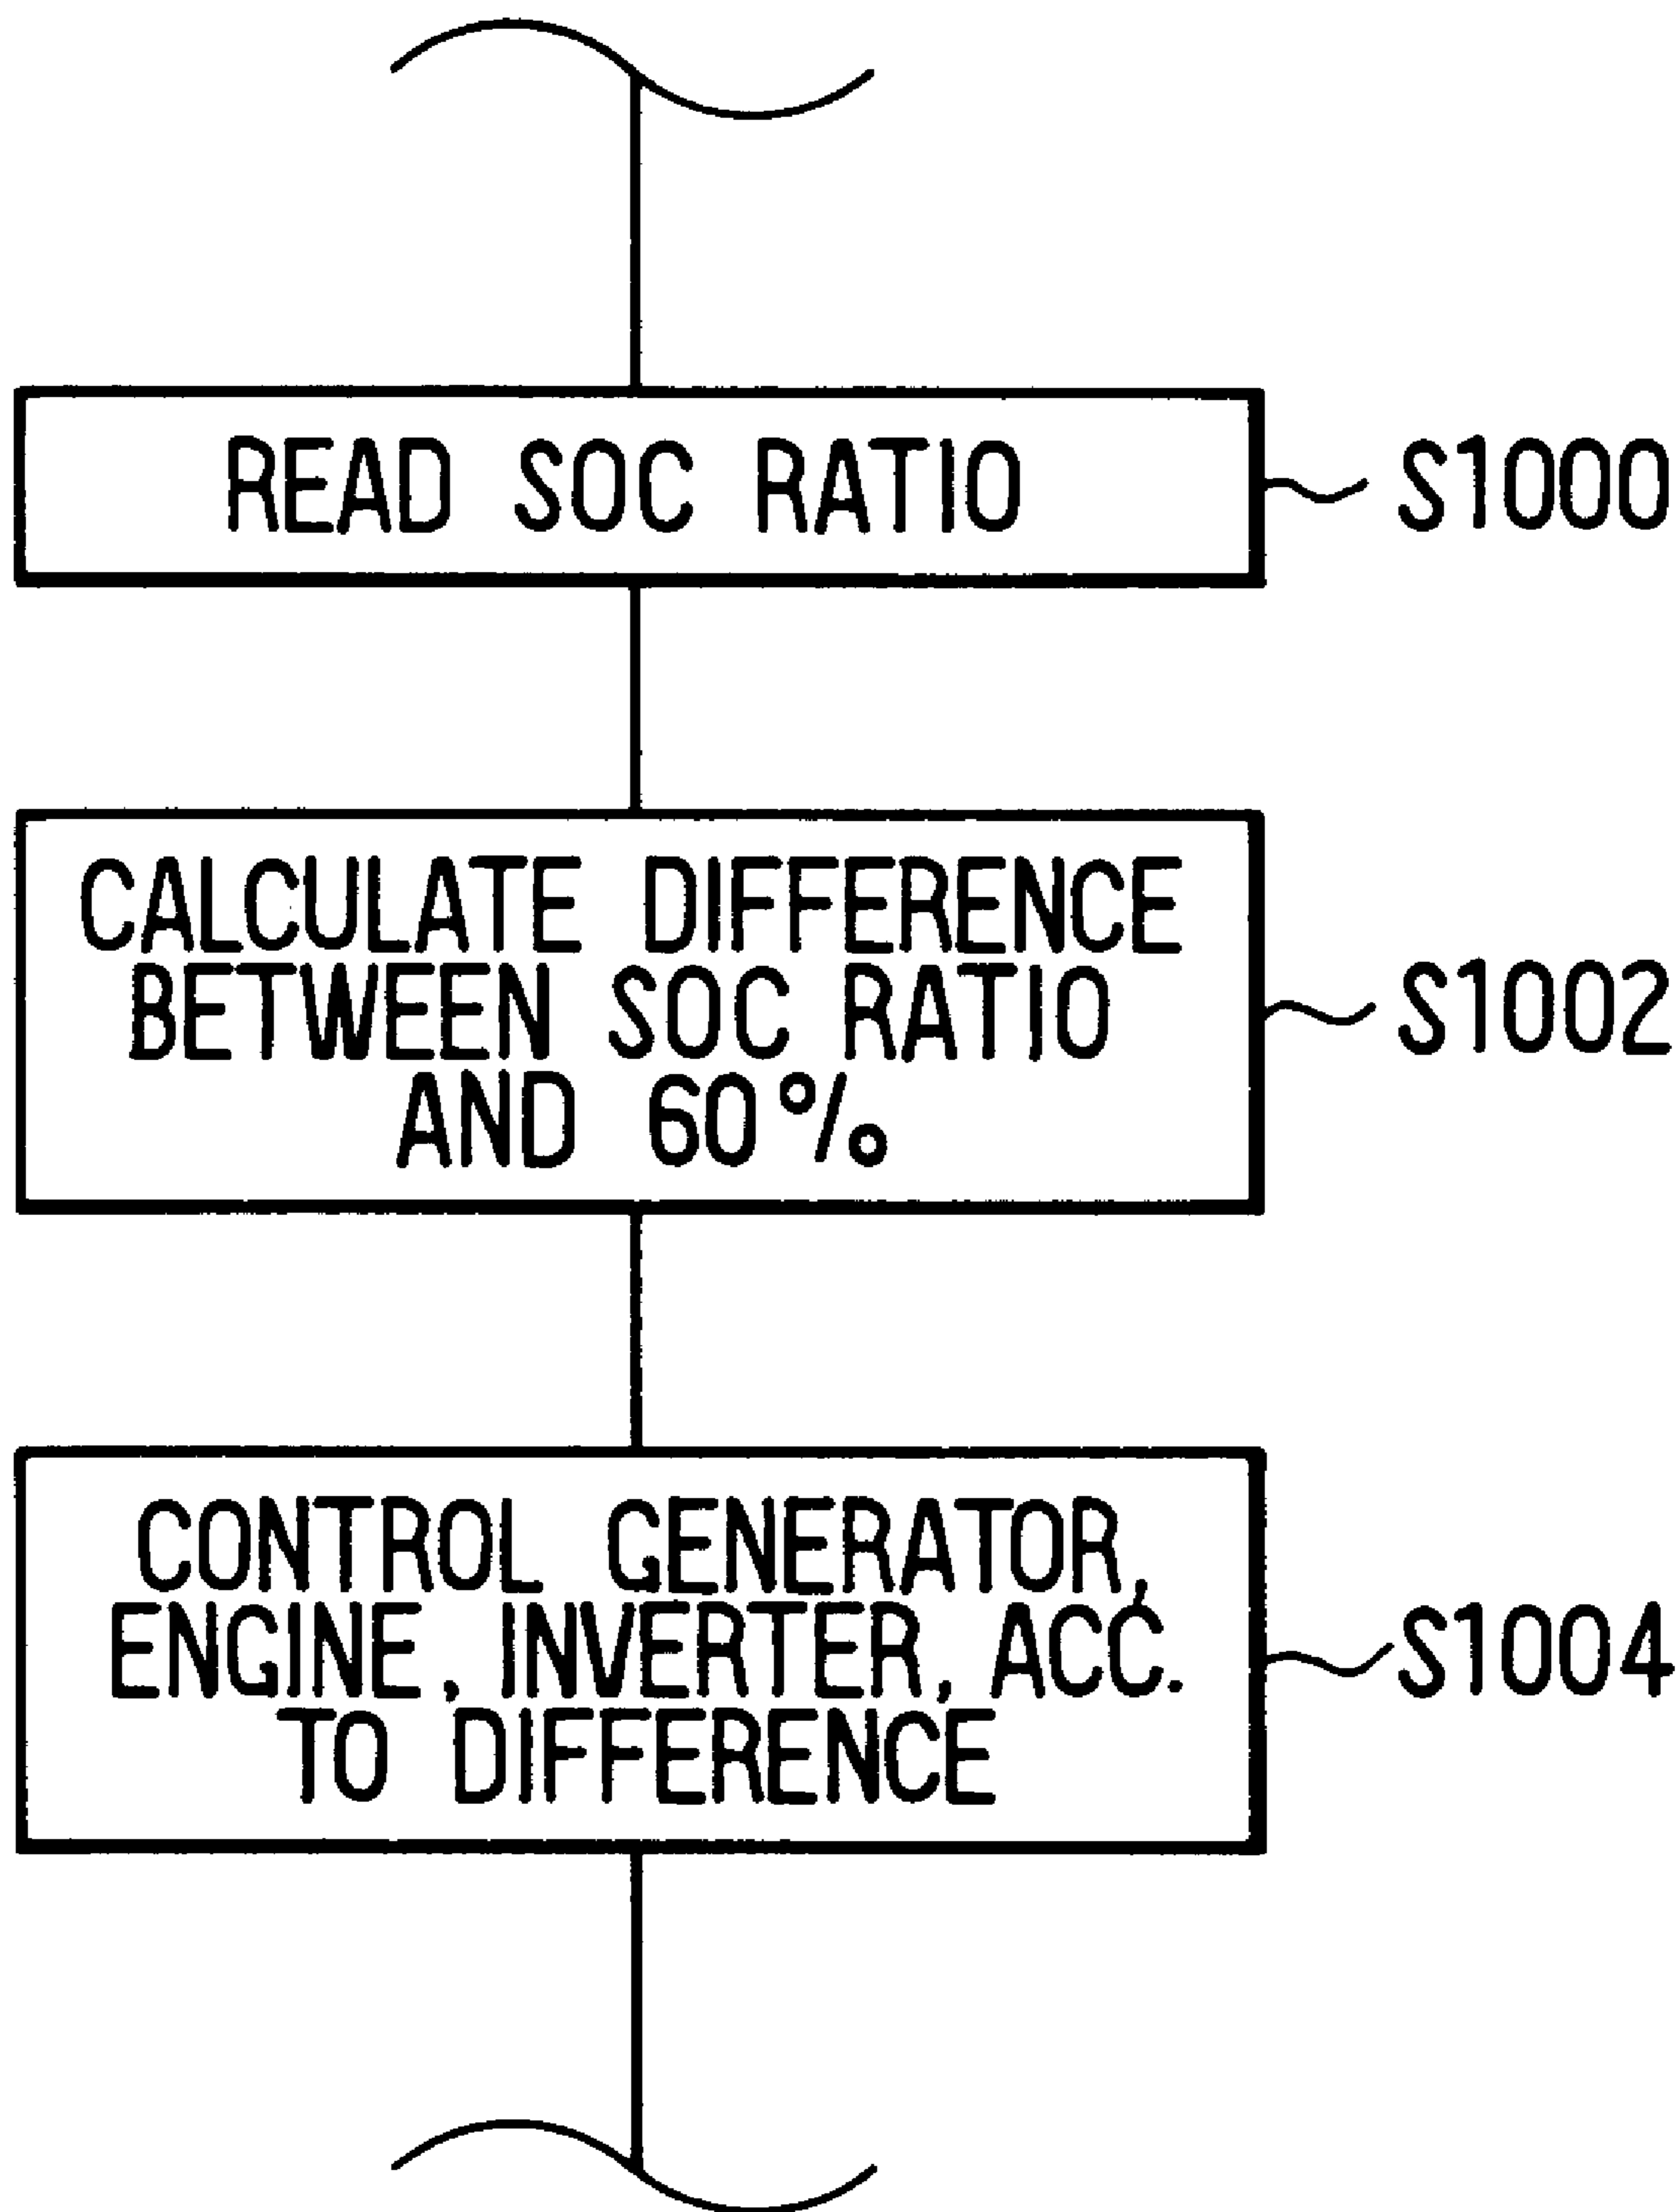 READ SOC RATIO
S1000
CALCULATE DIFFERENCE
BETWEEN SOC RATIO
AND 60%
S1002
CONTROL GENERATOR,
ENGINE, INVERTER, ACC.
TO DIFFERENCE
S1004